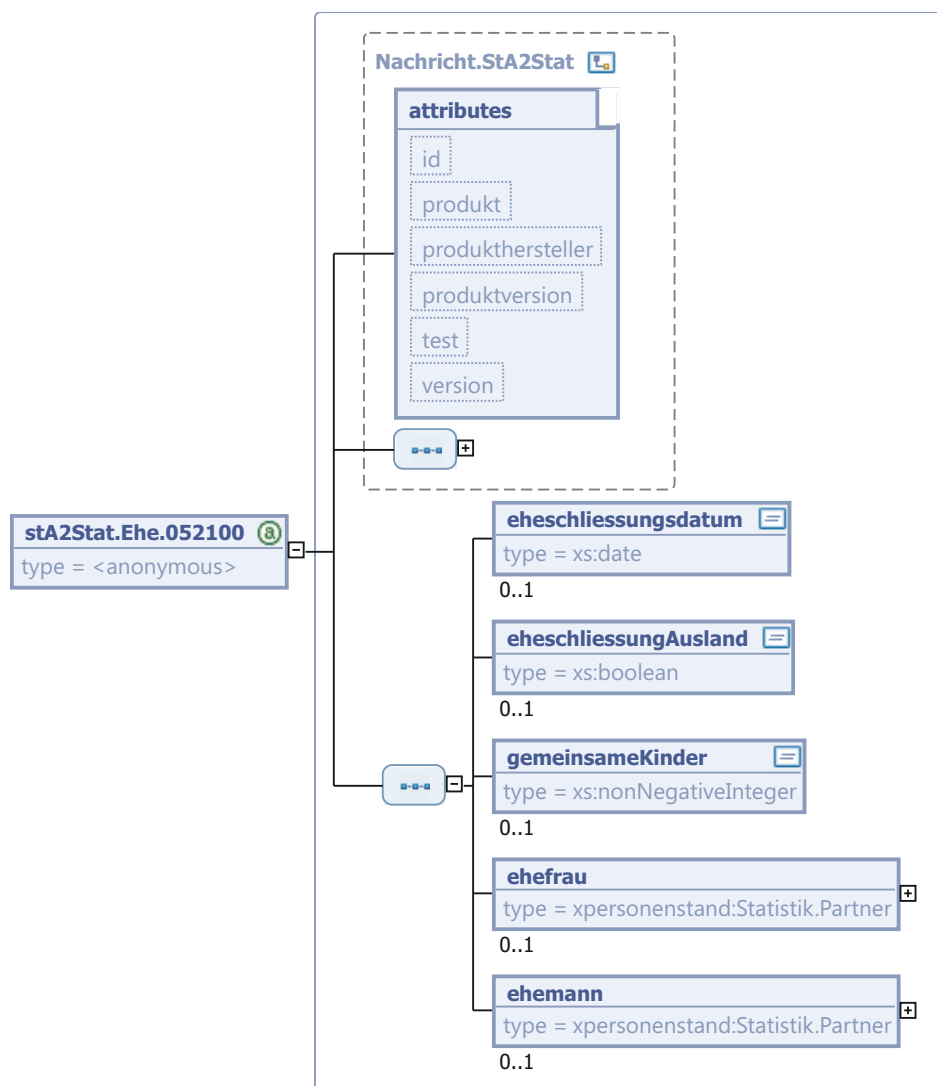 Nachricht.StA2Stat
attributes
id
produkt
produkthersteller
produktversion
test
version
stA2Stat.Ehe.052100
type = <anonymous>
eheschliessungsdatum
type = xs:date
0..1
eheschliessungAusland
type = xs:boolean
0..1
gemeinsameKinder
type = xs:nonNegativeInteger
0..1
ehefrau
type = xpersonenstand:Statistik.Partner
0..1
ehemann
type = xpersonenstand:Statistik.Partner
0..1